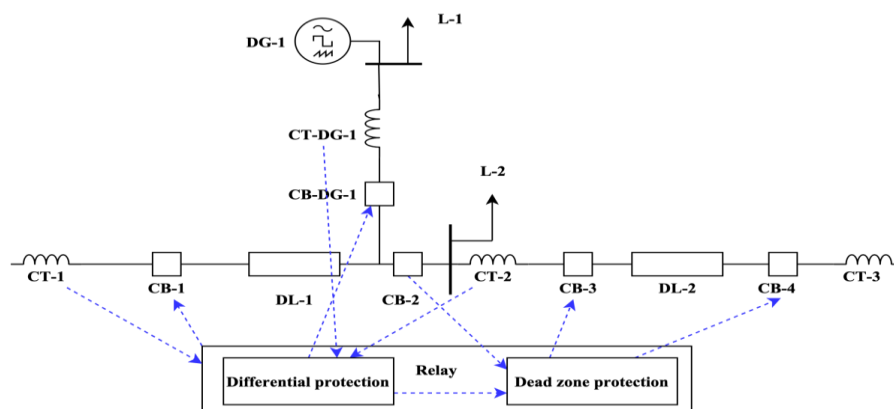 L-1
DG-1
CT-DG-1
L-2
CB-DG-1
CT-1
CB-1
DL-1
CB-2
CT-2
CB-3
DL-2
CB-4
CT-3
Relay
Differential protection
Dead zone protection